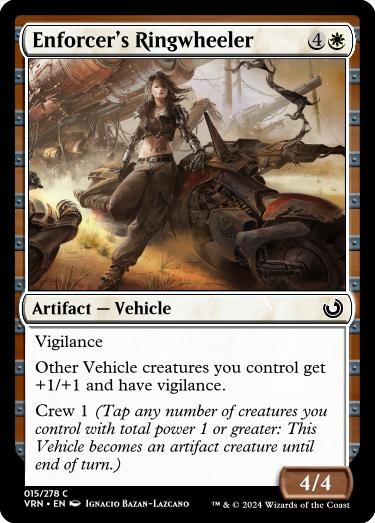 Enforcer's Ringwheeler 4
Artifact — Vehicle
Vigilance
Other Vehicle creatures you control get
+1/+1 and have vigilance.
Crew 1 (Tap any number of creatures you
control with total power 1 or greater: This
Vehicle becomes an artifact creature until
end of turn.)
4/4
015/278 C
VRN • EN Ignacio Bazan-Lazcano
™ & © 2024 Wizards of the Coast